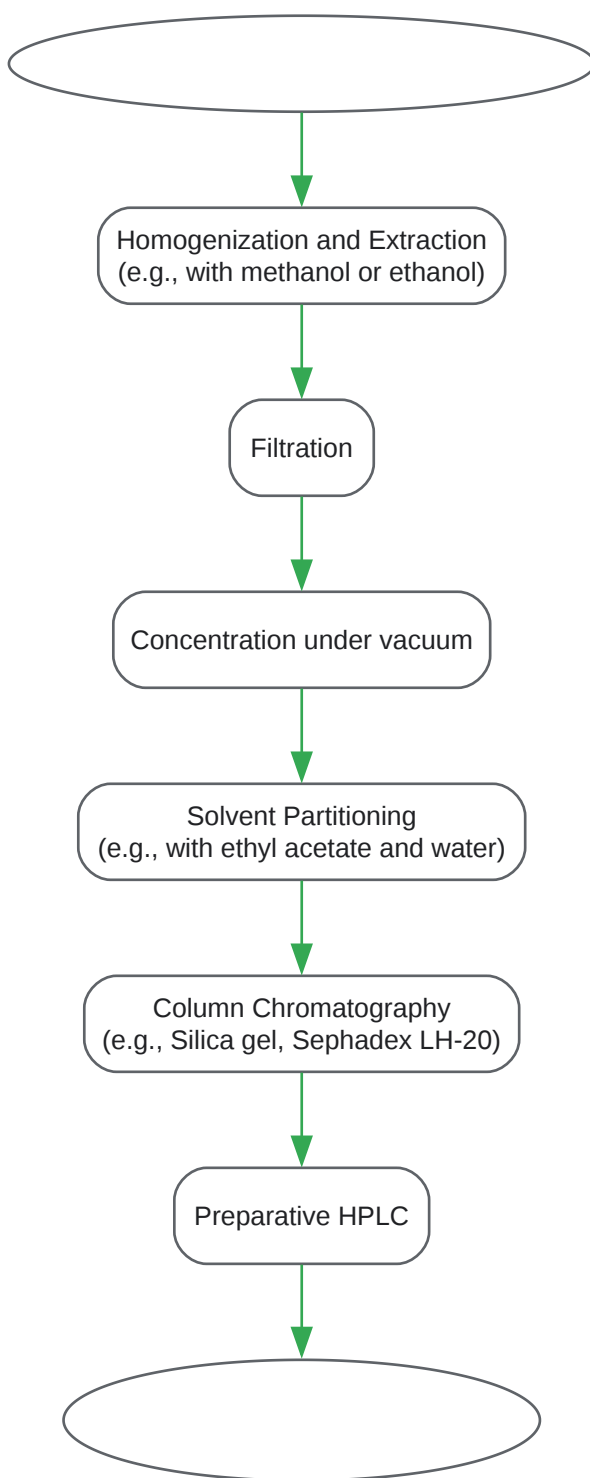 Homogenization and Extraction
(e.g., with methanol or ethanol)
Filtration
Concentration under vacuum
Solvent Partitioning
(e.g., with ethyl acetate and water)
Column Chromatography
(e.g., Silica gel, Sephadex LH-20)
Preparative HPLC